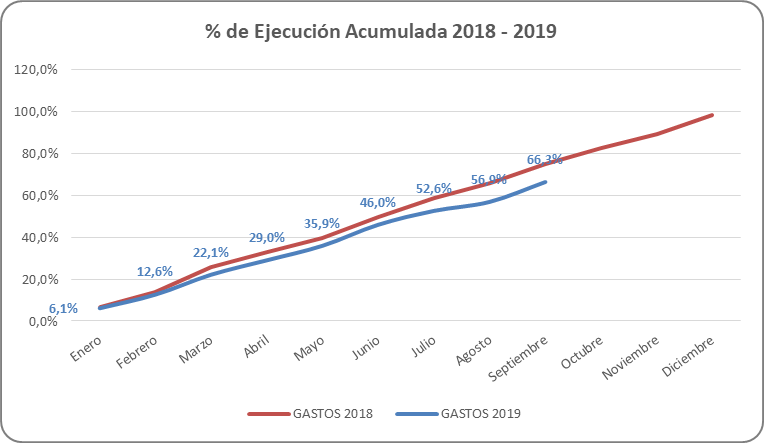 % de Ejecución Acumulada 2018 - 2019
120,0%
100,0%
80,0%
60,0%
40,0%
20,0%
0,0%
6,1%
12,6%
22,1%
29,0%
35,9%
46,0%
52,6%
56,9%
66,3%
Enero
Febrero
Marzo
Abril
Mayo
Junio
Julio
Agosto
Septiembre
Octubre
Noviembre
Diciembre
GASTOS 2018
GASTOS 2019